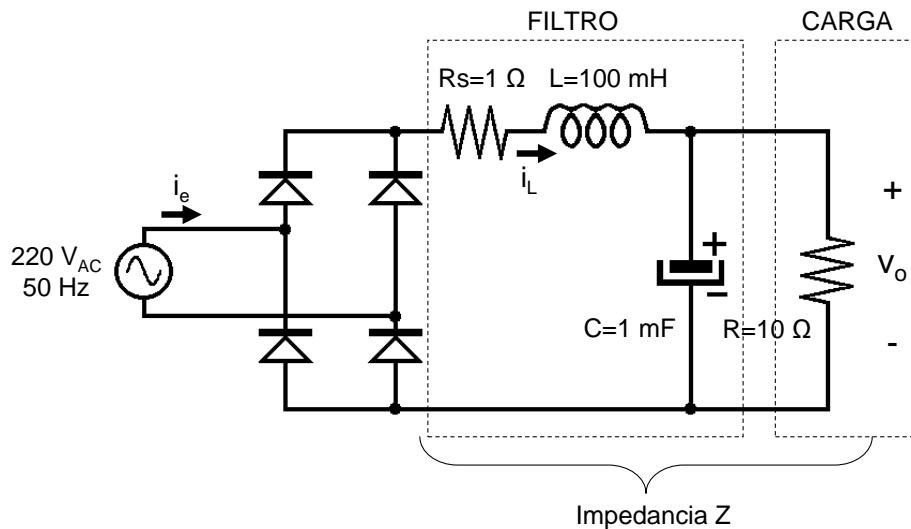 FILTRO
CARGA
Rs=1 Ω
L=100 mH
i_e
i_L
220 V_AC
50 Hz
+
-
C=1 mF
R=10 Ω
+
v_o
-
Impedancia Z